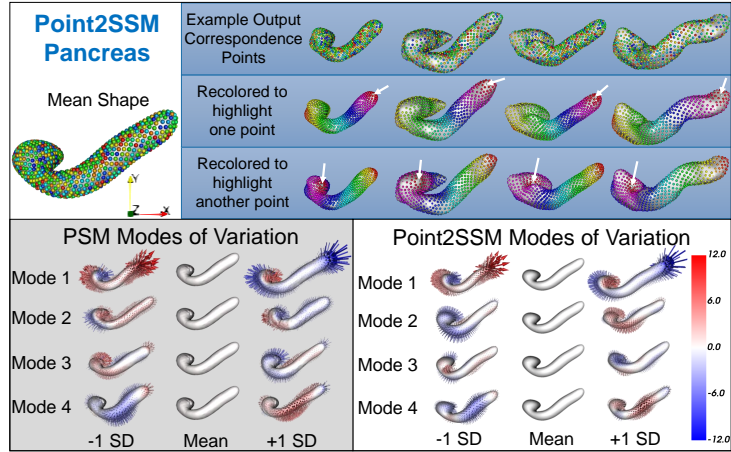 Point2SSM
Pancreas
Mean Shape
Y
Z
X
Example Output
Correspondence
Points
Recolored to
highlight
one point
Recolored to
highlight
another point
PSM Modes of Variation
Mode 1
Mode 2
Mode 3
Mode 4
-1 SD Mean +1 SD
Point2SSM Modes of Variation
Mode 1
Mode 2
Mode 3
Mode 4
-1 SD Mean +1 SD
12.0
6.0
0.0
-6.0
-12.0